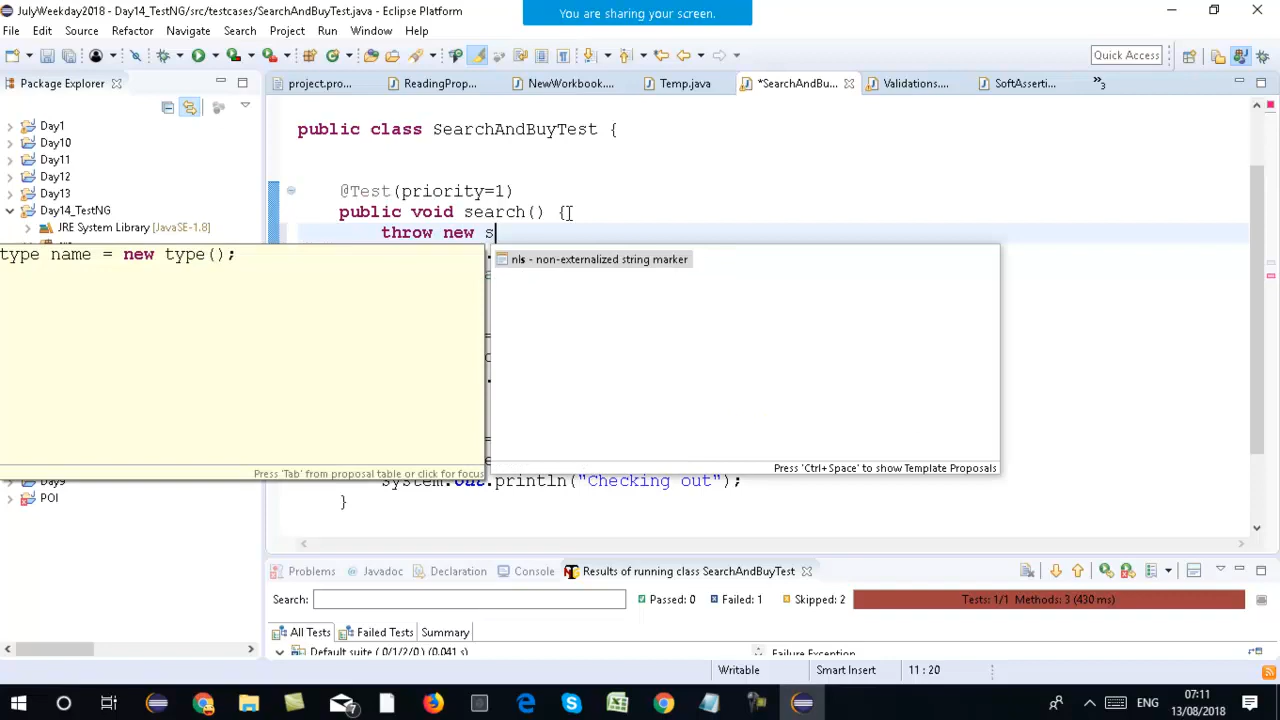 JulyWeekday2018 - Day14_TestNG/src/testcases/SearchAndBuyTest.java - Eclipse Platform
You are sharing your screen.
File Edit Source Refactor Navigate Search Project Run Window Help
Quick Access
Package Explorer
project.pro...
ReadingProp...
NewWorkbook....
Temp.java
*SearchAndBu...
Validations....
SoftAsserti...
»3
Day1
Day10
Day11
Day12
Day13
Day14_TestNG
JRE System Library [JavaSE-1.8]
public class SearchAndBuyTest {
@Test(priority=1)
public void search() {
throw new s
type name = new type();
nls - non-externalized string marker
Press 'Tab' from proposal table or click for focus
Press 'Ctrl+Space' to show Template Proposals
Day9
POI
System.out.println("Checking out");
}
Problems Javadoc Declaration Console Results of running class SearchAndBuyTest
Search:
Passed: 0 Failed: 1 Skipped: 2
Tests: 1/1 Methods: 3 (430 ms)
All Tests Failed Tests Summary
Default suite ( 0/1/2/0 ) (0.041 s)
Failure Exception
Writable Smart Insert 11 : 20
7
ENG
07:11
13/08/2018